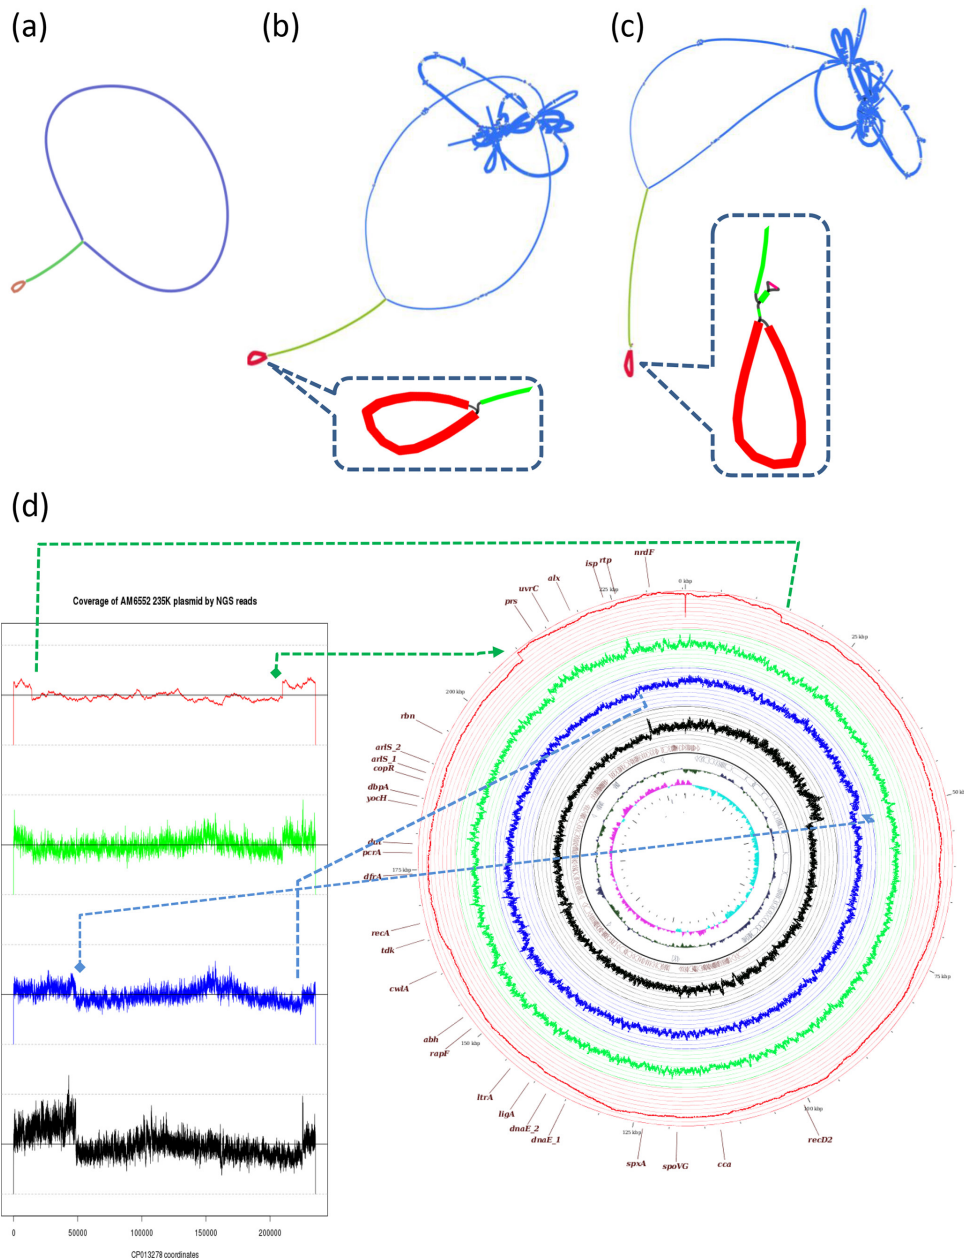 (a)
(b)
(c)
(d)
Coverage of AM6552 235K plasmid by NGS reads
0
50000
100000
150000
200000
CP013278 coordinates
nrdF
isp
rtp
alx
uvrC
prs
0 kbp
225 kbp
25 kbp
200 kbp
rbn
arlS_2
arlS_1
copR
dbpA
yocH
pcrA
175 kbp
dfrA
50 kb
recA
tdk
cwlA
75 kbp
abh
rapF
150 kbp
ltrA
ligA
dnaE_2
dnaE_1
100 kbp
125 kbp
recD2
spxA
spoVG
cca